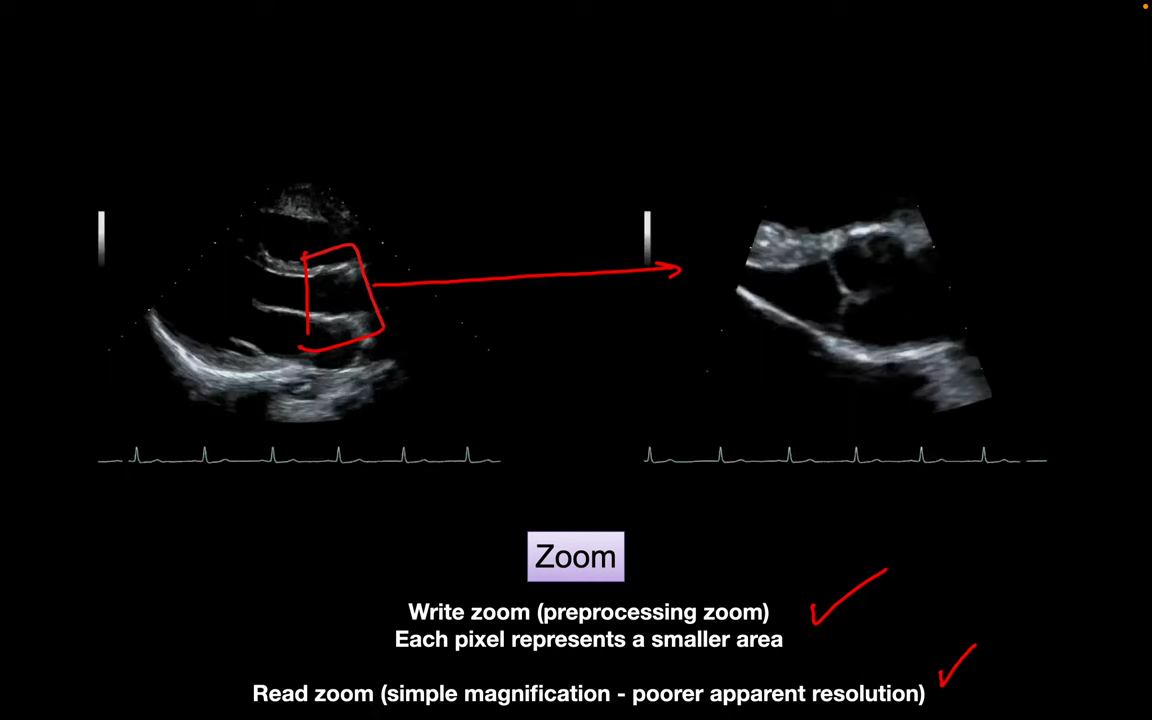 Zoom
Write zoom (preprocessing zoom)
Each pixel represents a smaller area
Read zoom (simple magnification - poorer apparent resolution)